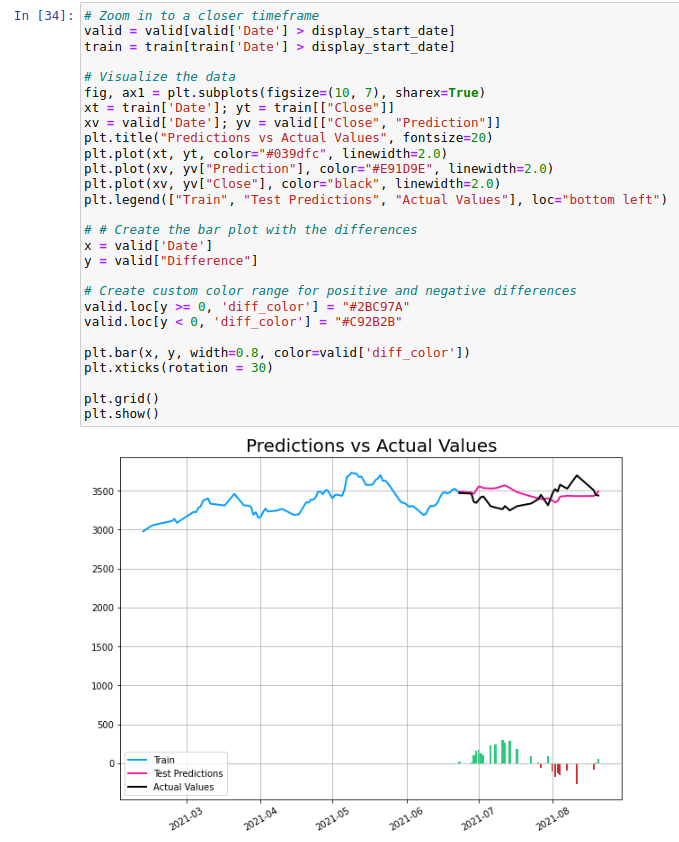 In [34]:
# Zoom in to a closer timeframe
valid = valid[valid['Date'] > display_start_date]
train = train[train['Date'] > display_start_date]
# Visualize the data
fig, ax1 = plt.subplots(figsize=(10, 7), sharex=True)
xt = train['Date']; yt = train[["Close"]]
xv = valid['Date']; yv = valid[["Close", "Prediction"]]
plt.title("Predictions vs Actual Values", fontsize=20)
plt.plot(xt, yt, color="#039dfc", linewidth=2.0)
plt.plot(xv, yv["Prediction"], color="#E91D9E", linewidth=2.0)
plt.plot(xv, yv["Close"], color="black", linewidth=2.0)
plt.legend(["Train", "Test Predictions", "Actual Values"], loc="bottom left")
# # Create the bar plot with the differences
x = valid['Date']
y = valid["Difference"]
# Create custom color range for positive and negative differences
valid.loc[y >= 0, 'diff_color'] = "#2BC97A"
valid.loc[y < 0, 'diff_color'] = "#C92B2B"
plt.bar(x, y, width=0.8, color=valid['diff_color'])
plt.xticks(rotation = 30)
plt.grid()
plt.show()
Predictions vs Actual Values
3500
3000
2500
2000
1500
1000
500
0
Train
Test Predictions
Actual Values
2021-03
2021-04
2021-05
2021-06
2021-07
2021-08